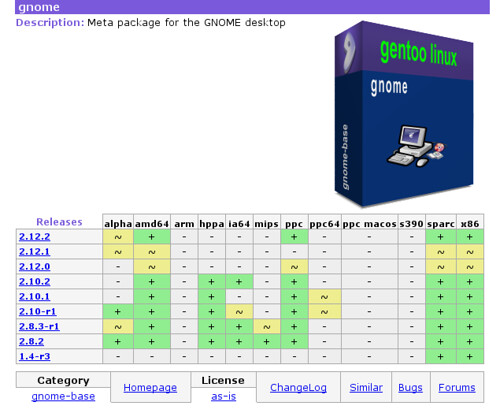 gnome
Description: Meta package for the GNOME desktop
gentoo linux
gnome
gnome-base
Releases alpha amd64 arm hppa ia64 mips ppc ppc64 ppc macos s390 sparc x86
2.12.2 ~ + - - - - + - - - + +
2.12.1 ~ ~ - - - - - - - - ~ ~
2.12.0 - ~ - - - - ~ - - - ~ ~
2.10.2 - + - + + - + - - - + +
2.10.1 - + - + - - + ~ - - + +
2.10-r1 + + - + ~ - + ~ - - + +
2.8.3-r1 ~ + - + + ~ + - - - + +
2.8.2 + + - + + + + - - - + +
1.4-r3 - - - - - - - - - - + +
Category Homepage License ChangeLog Similar Bugs Forums
gnome-base as-is